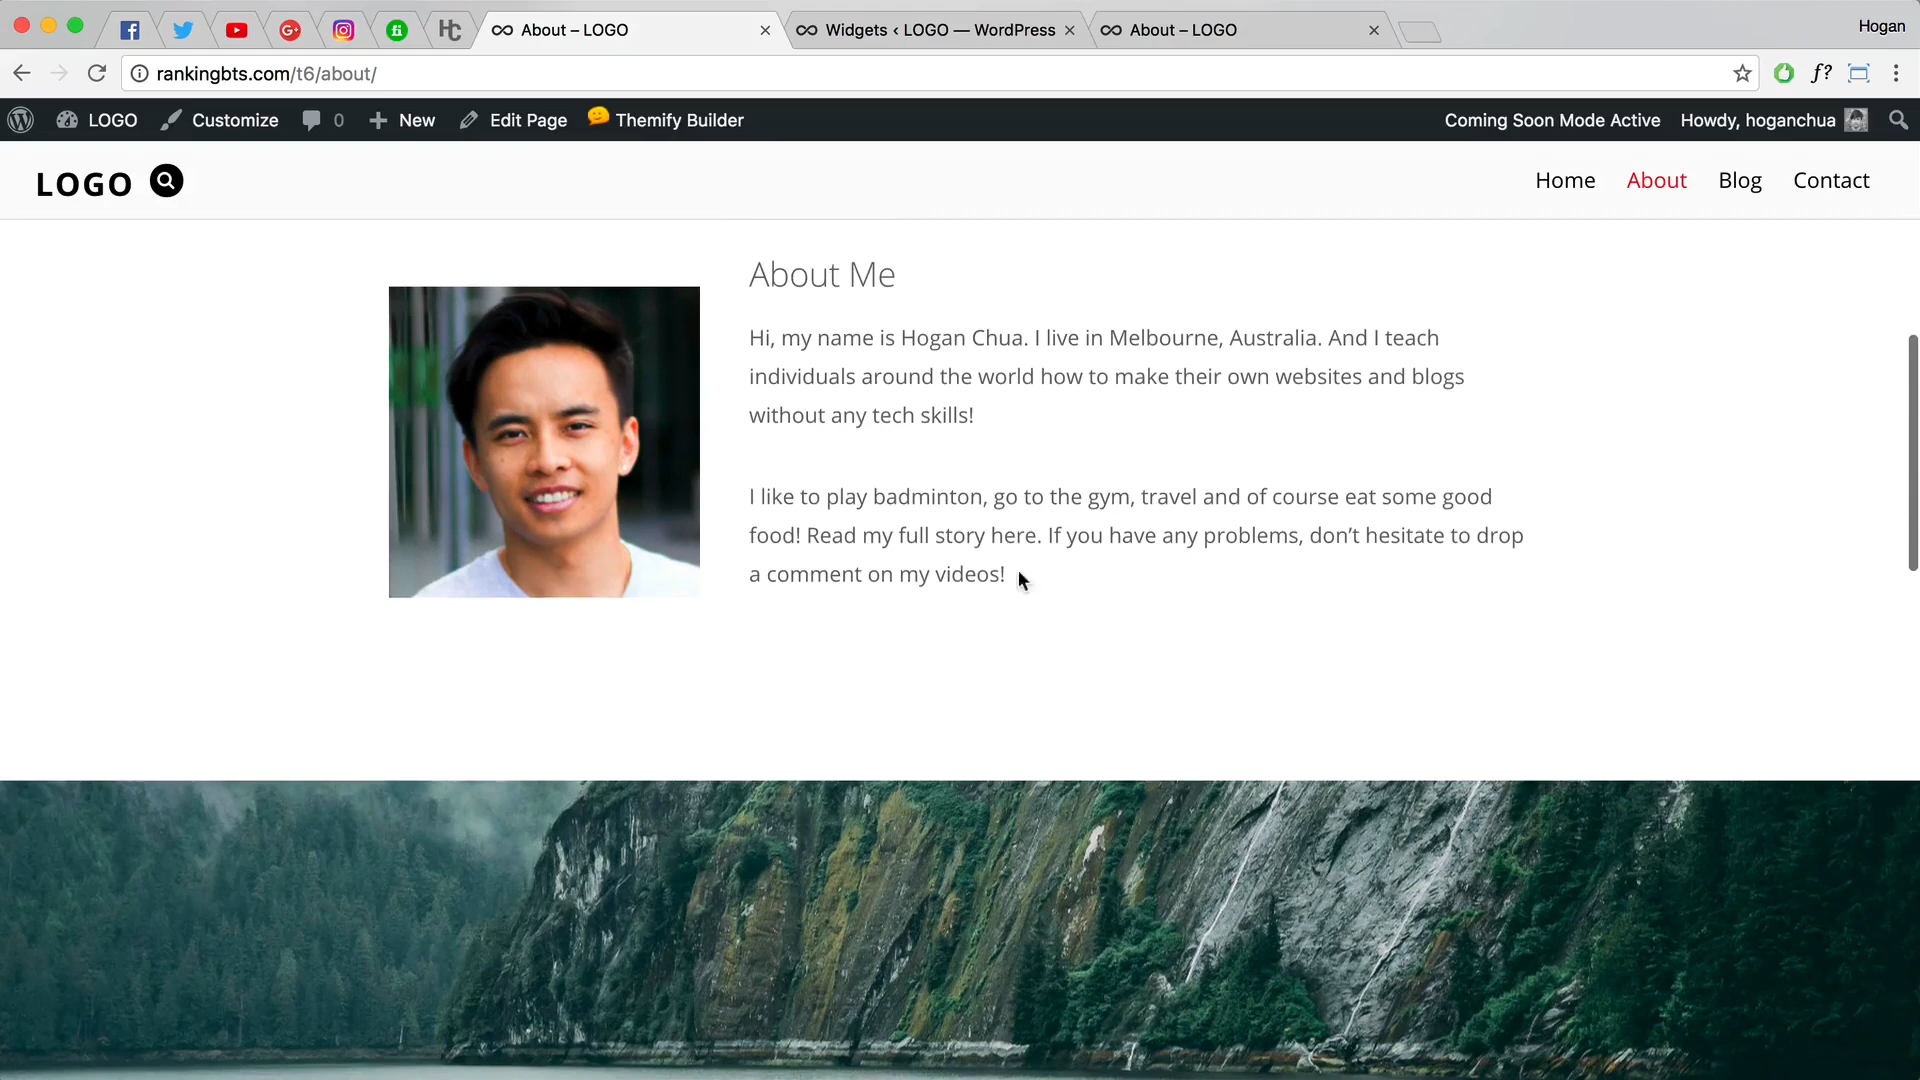 About – LOGO
Widgets ‹ LOGO — WordPress
About – LOGO
Hogan
rankingbts.com/t6/about/
f?
LOGO
Customize
0
New
Edit Page
Themify Builder
Coming Soon Mode Active
Howdy, hoganchua
LOGO
Home
About
Blog
Contact
About Me
Hi, my name is Hogan Chua. I live in Melbourne, Australia. And I teach
individuals around the world how to make their own websites and blogs
without any tech skills!
I like to play badminton, go to the gym, travel and of course eat some good
food! Read my full story here. If you have any problems, don’t hesitate to drop
a comment on my videos!